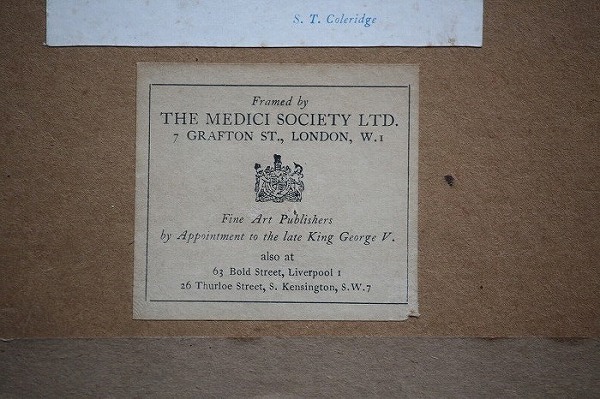 S. T. Coleridge
Framed by
THE MEDICI SOCIETY LTD.
7 GRAFTON ST., LONDON, W.1
Fine Art Publishers
by Appointment to the late King George V.
also at
63 Bold Street, Liverpool 1
26 Thurloe Street, S. Kensington, S.W.7